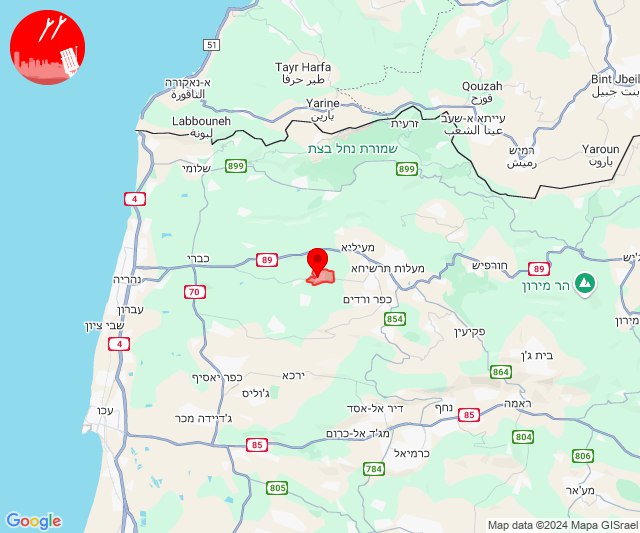 51
Tayr Harfa
טיר חרפא
א-נאקורה
الناقورة
Bint Jbeil
بنت جبيل
Qouzah
قوزح
Yarine
يارين
Labbouneh
لبونة
זרעית
עייתא א-שעב
عيتا الشعب
רמיש
رميش
Yaroun
يارون
שמורת נחל בצת
899
899
שלומי
4
מעיליא
כברי
89
מעלות תרשיחא
חורפיש
89
ג'יש
נהריה
70
כפר ורדים
הר מירון
עברון
854
מירון
שבי ציון
פקיעין
4
בית ג'ן
864
כפר יאסיף
ירכא
ג'וליס
ראמה
עכו
ג'דיידה מכר
דיר אל-אסד
נחף
85
85
מג'ד אל-כרום
804
כרמיאל
806
784
805
מע'אר
Google
Map data ©2024 Mapa GISrael